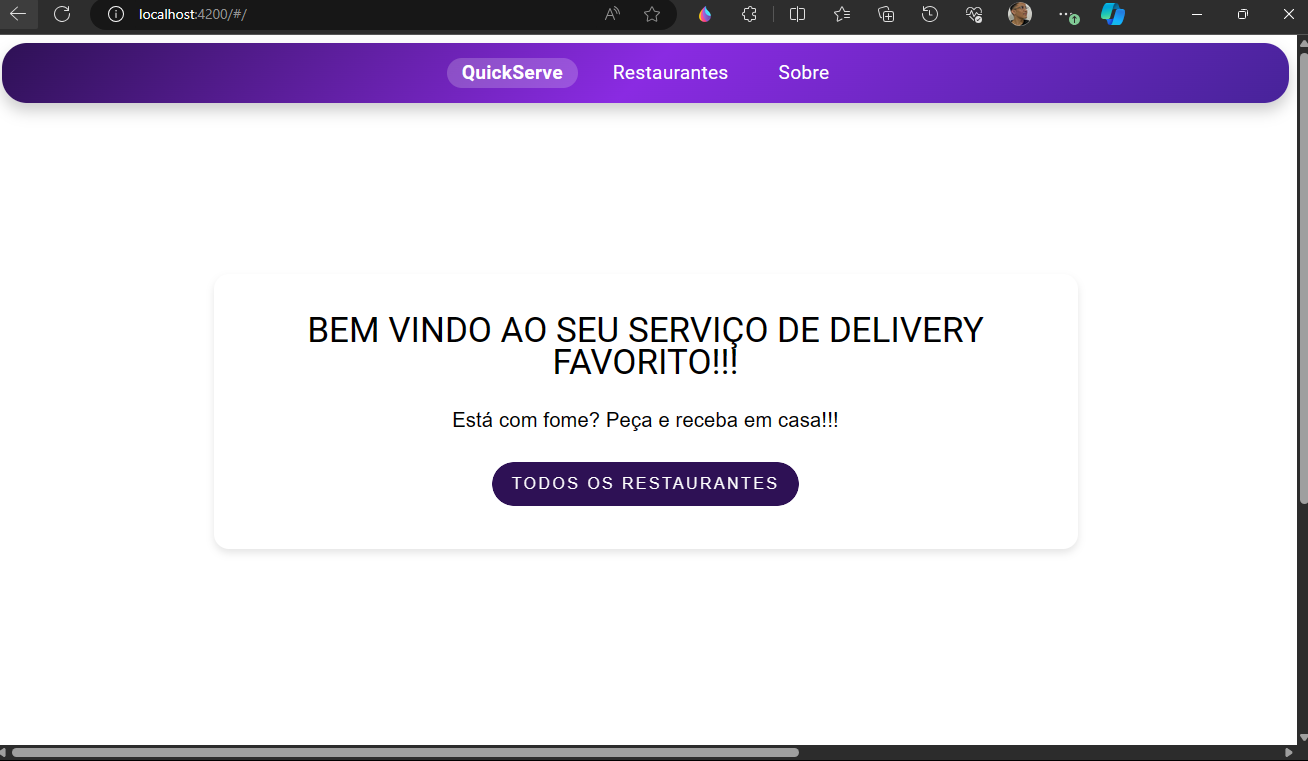 localhost:4200/#/
QuickServe Restaurantes Sobre
BEM VINDO AO SEU SERVIÇO DE DELIVERY
FAVORITO!!!
Está com fome? Peça e receba em casa!!!
TODOS OS RESTAURANTES